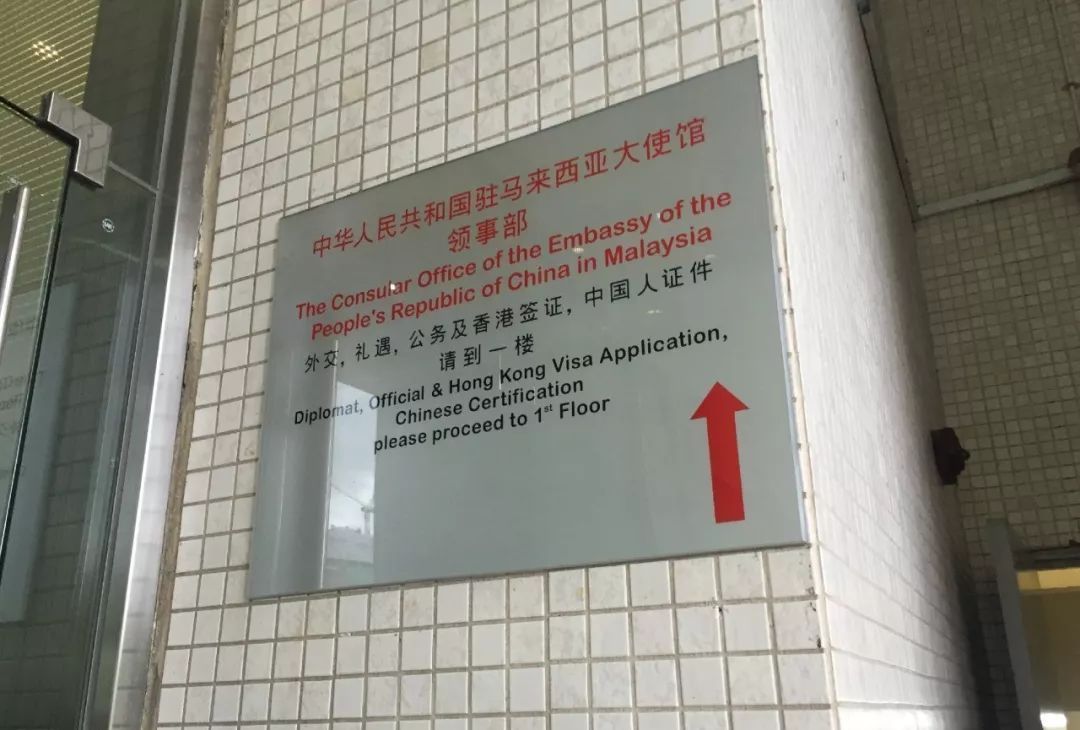 中华人民共和国驻马来西亚大使馆
领事部
The Consular Office of the Embassy of the
People's Republic of China in Malaysia
外交, 礼遇, 公务及香港签证, 中国人证件
请到一楼
Diplomat, Official & Hong Kong Visa Application,
Chinese Certification
please proceed to 1st Floor